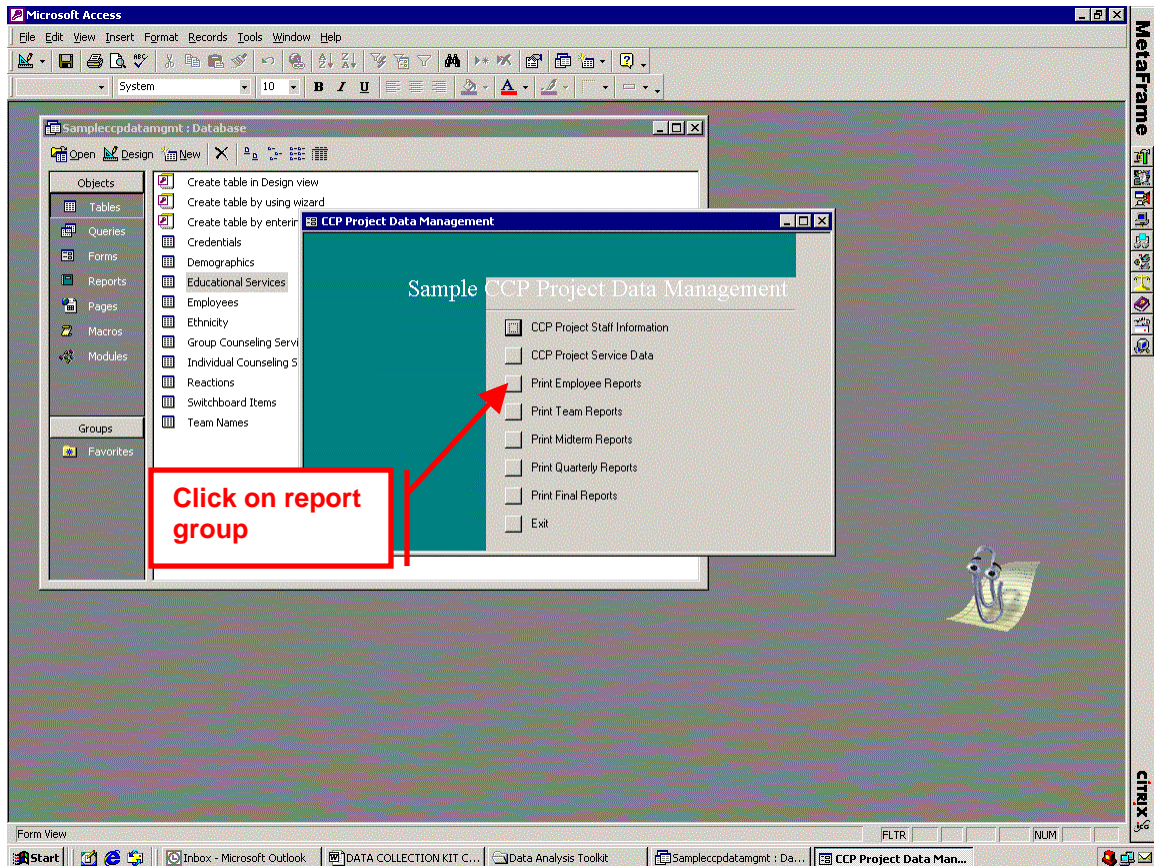 Microsoft Access
File Edit View Insert Format Records Tools Window Help
System 10 B I U A
Sampleccpdatamgmt : Database
Open Design New
Objects
Tables
Queries
Forms
Reports
Pages
Macros
Modules
Groups
Favorites
Create table in Design view
Create table by using wizard
Create table by enterin
Credentials
Demographics
Educational Services
Employees
Ethnicity
Group Counseling Servi
Individual Counseling S
Reactions
Switchboard Items
Team Names
CCP Project Data Management
Sample CCP Project Data Management
CCP Project Staff Information
CCP Project Service Data
Print Employee Reports
Print Team Reports
Print Midterm Reports
Print Quarterly Reports
Print Final Reports
Exit
Click on report
group
MetaFrame
CITRIX
Form View FLTR NUM
Start Inbox - Microsoft Outlook DATA COLLECTION KIT C... Data Analysis Toolkit Sampleccpdatamgmt : Da... CCP Project Data Man...